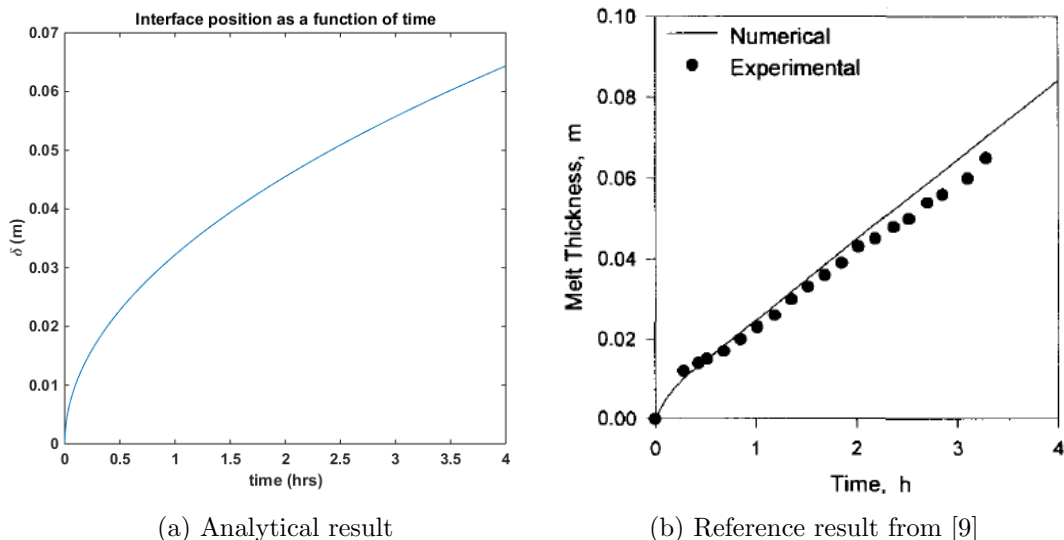 Interface position as a function of time
0.07
0.06
0.05
0.04
0.03
0.02
0.01
0
δ (m)
0 0.5 1 1.5 2 2.5 3 3.5 4
time (hrs)
(a) Analytical result
0.10
0.08
0.06
0.04
0.02
0.00
Melt Thickness, m
Numerical
Experimental
0 1 2 3 4
Time, h
(b) Reference result from [9]